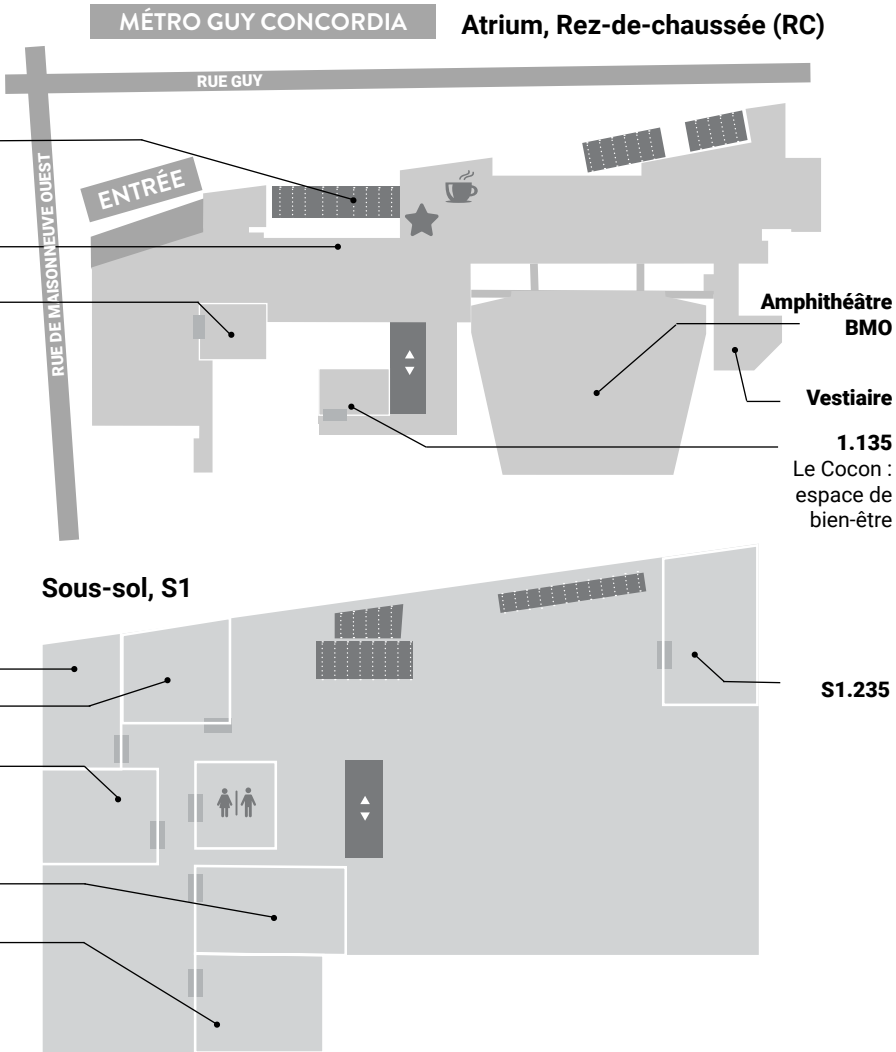 MÉTRO GUY CONCORDIA
Atrium, Rez-de-chaussée (RC)
RUE GUY
RUE DE MAISONNEUVE OUEST
ENTRÉE
Amphithéâtre
BMO
Vestiaire
1.135
Le Cocon :
espace de
bien-être
Sous-sol, S1
S1.235